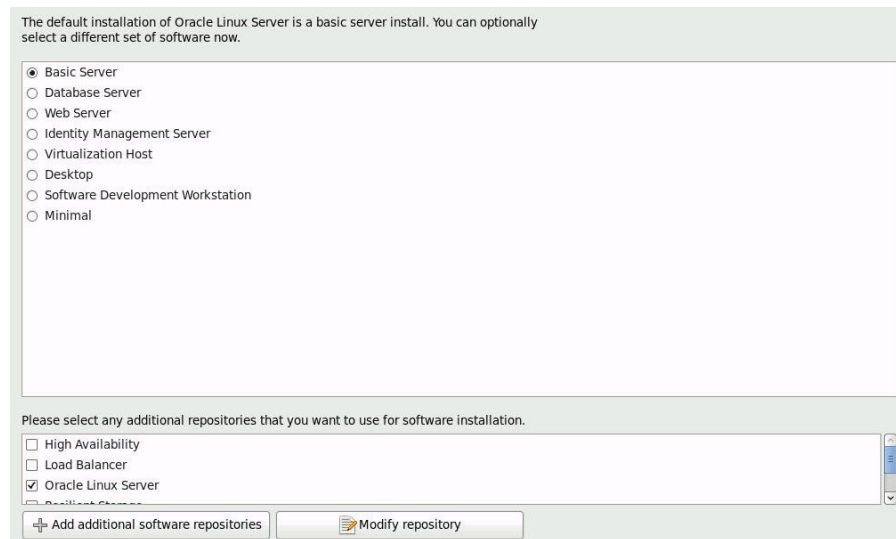 The default installation of Oracle Linux Server is a basic server install. You can optionally
select a different set of software now.
Basic Server
Database Server
Web Server
Identity Management Server
Virtualization Host
Desktop
Software Development Workstation
Minimal
Please select any additional repositories that you want to use for software installation.
High Availability
Load Balancer
Oracle Linux Server
Resilient Storage
Add additional software repositories
Modify repository